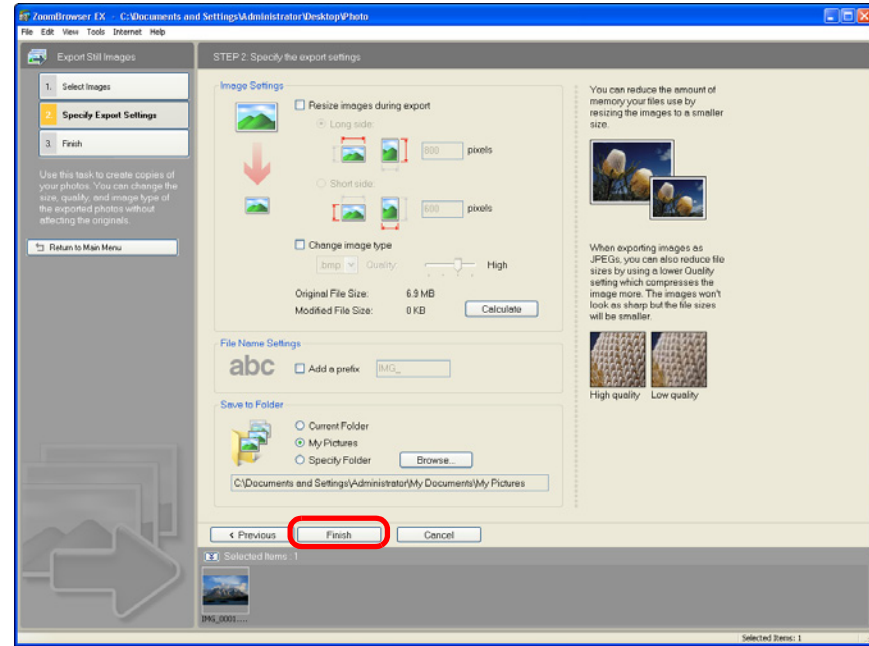 ZoomBrowser EX - C:\Documents and Settings\Administrator\Desktop\Photo
File Edit View Tools Internet Help
Export Still Images
STEP 2: Specify the export settings
1. Select Images
2. Specify Export Settings
3. Finish
Use this task to create copies of
your photos. You can change the
size, quality, and image type of
the exported photos without
affecting the originals.
Return to Main Menu
Image Settings
Resize images during export
Long side:
800 pixels
Short side:
600 pixels
Change image type
.bmp Quality: High
Original File Size: 6.9 MB
Modified File Size: 0 KB Calculate
File Name Settings
abc Add a prefix IMG_
Save to Folder
Current Folder
My Pictures
Specify Folder Browse...
C:\Documents and Settings\Administrator\My Documents\My Pictures
You can reduce the amount of
memory your files use by
resizing the images to a smaller
size.
When exporting images as
JPEGs, you can also reduce file
sizes by using a lower Quality
setting which compresses the
image more. The images won't
look as sharp but the file sizes
will be smaller.
High quality Low quality
< Previous Finish Cancel
Selected Items : 1
IMG_0001....
Selected Items: 1